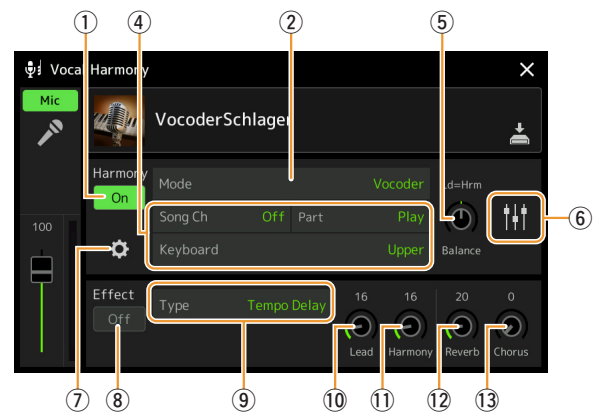 ① ④ ② ⑤
Vocal Harmony
Mic
VocoderSchlager
Harmony
On
Mode Vocoder
Ld=Hrm
⑥
Song Ch Off Part Play
Keyboard Upper
Balance
100
Effect
Off
Type Tempo Delay
16 16 20 0
Lead Harmony Reverb Chorus
⑦ ⑧ ⑨ ⑩ ⑪ ⑫ ⑬